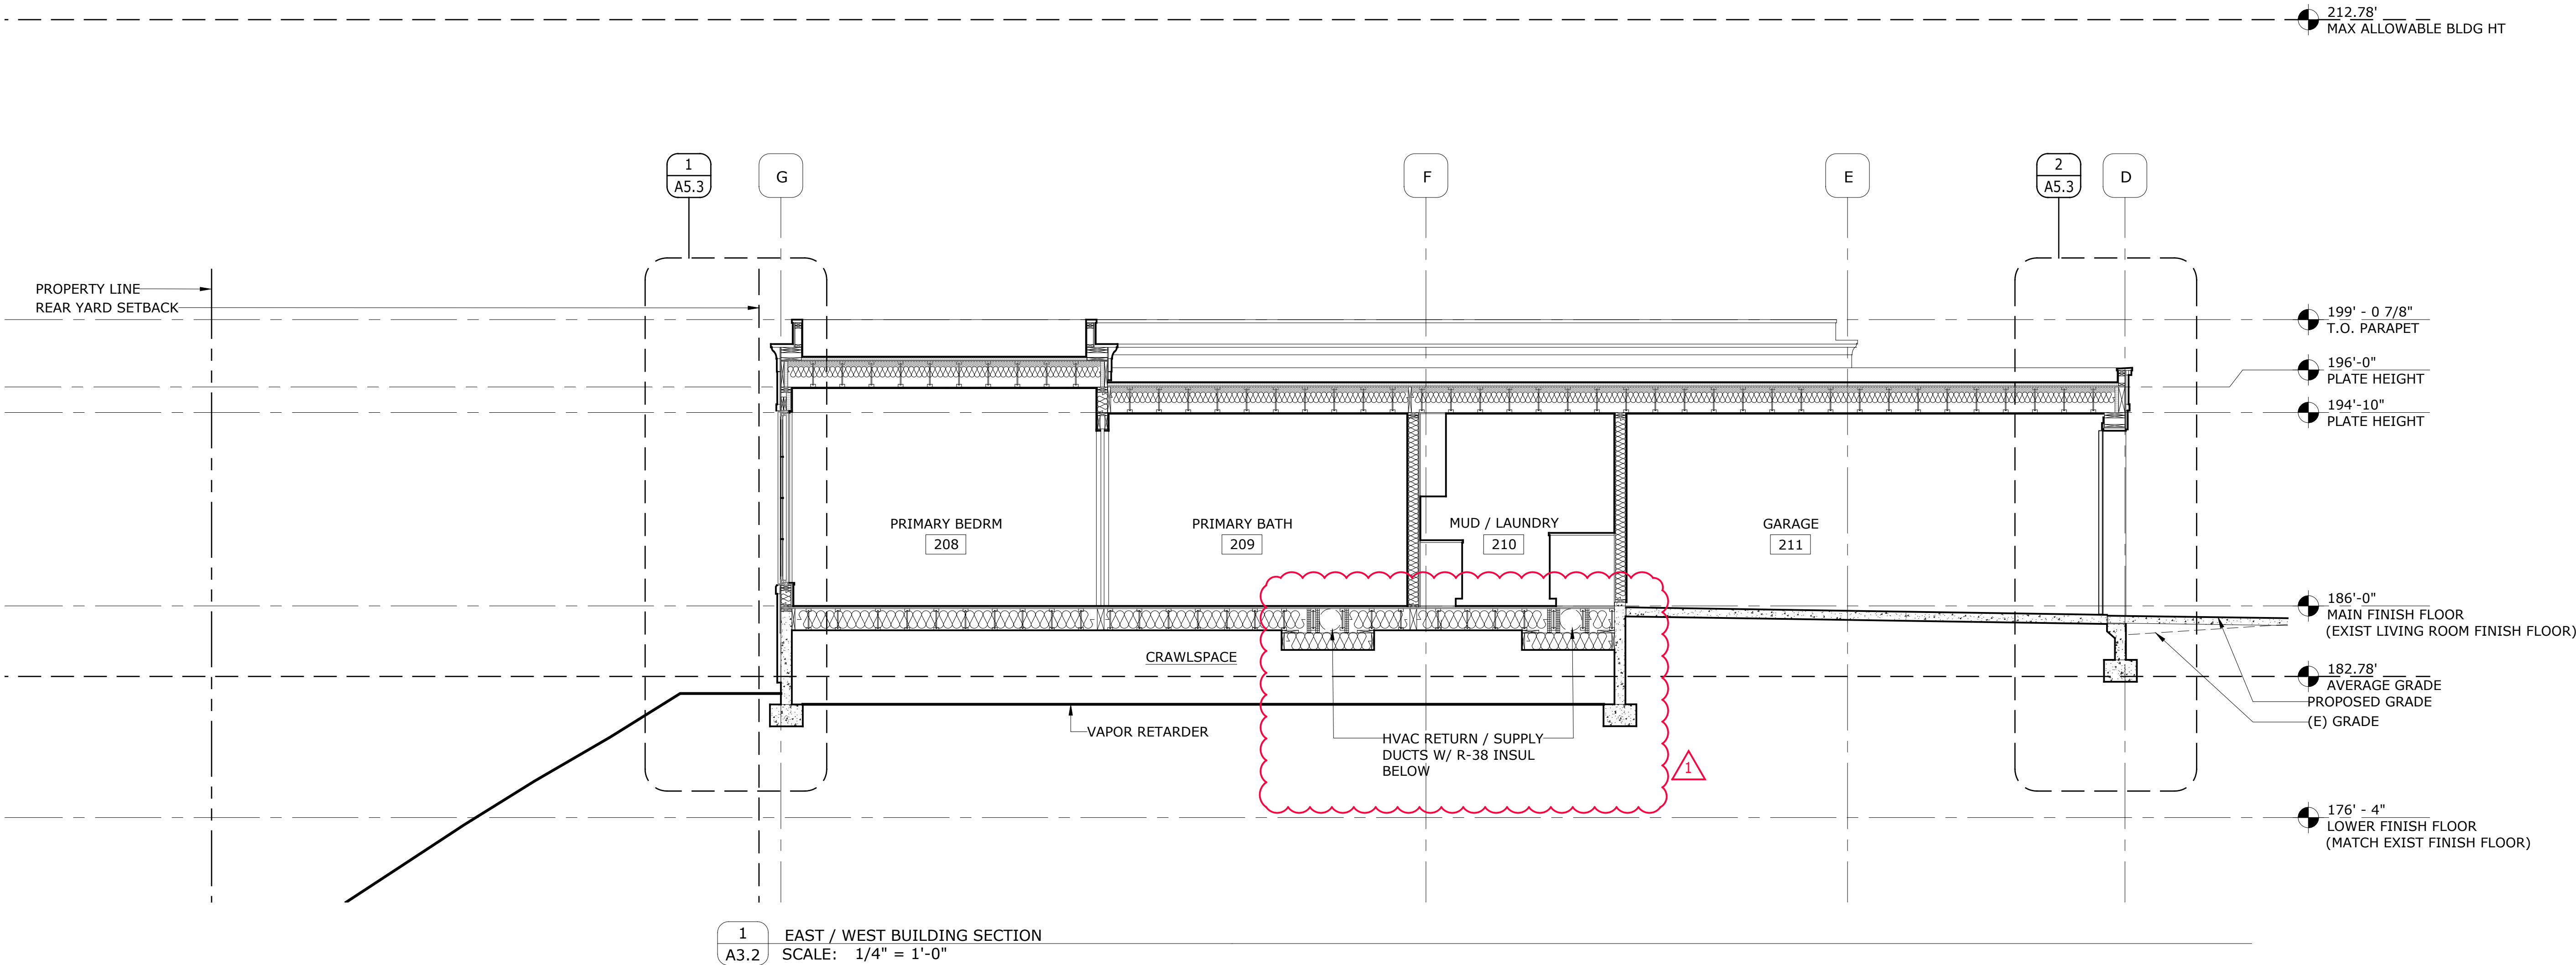 212.78'
MAX ALLOWABLE BLDG HT
1
A5.3
G
F
E
2
A5.3
D
PROPERTY LINE
REAR YARD SETBACK
199' - 0 7/8"
T.O. PARAPET
196'-0"
PLATE HEIGHT
194'-10"
PLATE HEIGHT
PRIMARY BEDRM
208
PRIMARY BATH
209
MUD / LAUNDRY
210
GARAGE
211
186'-0"
MAIN FINISH FLOOR
(EXIST LIVING ROOM FINISH FLOOR)
CRAWLSPACE
182.78'
AVERAGE GRADE
PROPOSED GRADE
(E) GRADE
VAPOR RETARDER
HVAC RETURN / SUPPLY
DUCTS W/ R-38 INSUL
BELOW
1
176' - 4"
LOWER FINISH FLOOR
(MATCH EXIST FINISH FLOOR)
1
A3.2
EAST / WEST BUILDING SECTION
SCALE: 1/4" = 1'-0"